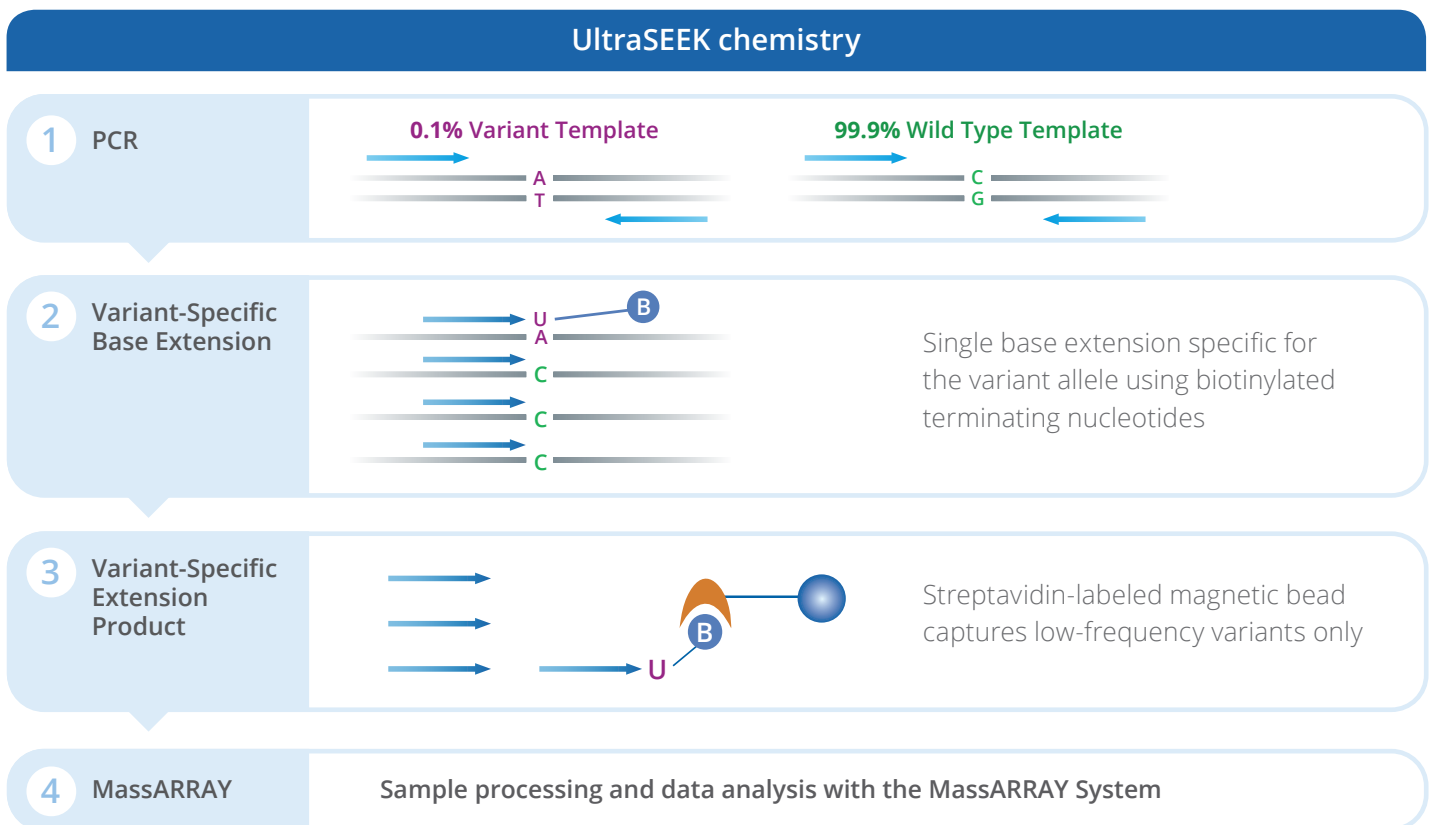 UltraSEEK chemistry
1
PCR
0.1% Variant Template
99.9% Wild Type Template
A
T
C
G
2
Variant-Specific
Base Extension
U
B
A
C
C
C
Single base extension specific for
the variant allele using biotinylated
terminating nucleotides
3
Variant-Specific
Extension
Product
B
U
Streptavidin-labeled magnetic bead
captures low-frequency variants only
4
MassARRAY
Sample processing and data analysis with the MassARRAY System